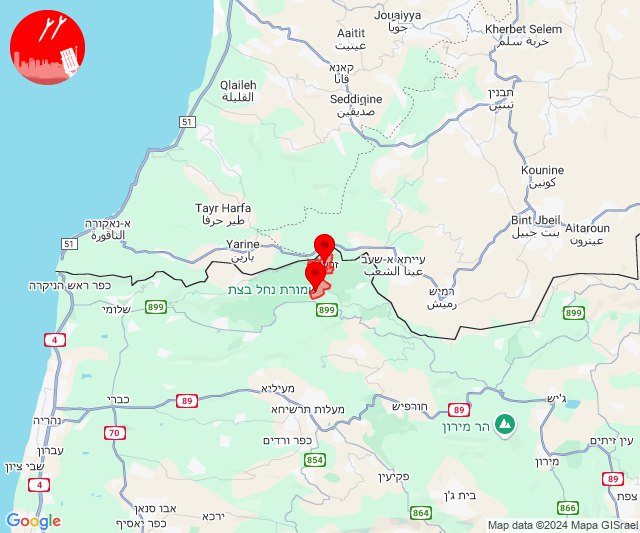 Jouaiyya
جويا
Aaitit
عيتيت
Kherbet Selem
خربة سلم
קאנא
قانا
Qlaileh
القليلة
Seddiqine
صديقين
תבנין
تبنين
51
Kounine
كونين
Tayr Harfa
طير حرفا
א-נאקורה
الناقورة
Bint Jbeil
بنت جبيل
Aitaroun
عيترون
51
Yarine
يارين
עייתא א-שעב
عيتا الشعب
כפר ראש הניקרה
שמורת נחל בצת
רמיש
رميش
899
שלומי
899
899
4
מעיליא
ג'יש
כברי
89
מעלות תרשיחא
חורפיש
89
נהריה
70
הר מירון
כפר ורדים
עין זיתים
עברון
854
מירון
שבי ציון
פקיעין
89
4
בית ג'ן
צפת
אבו סנאן
866
ירכא
864
כפר יאסיף
Google
Map data ©2024 Mapa GISrael